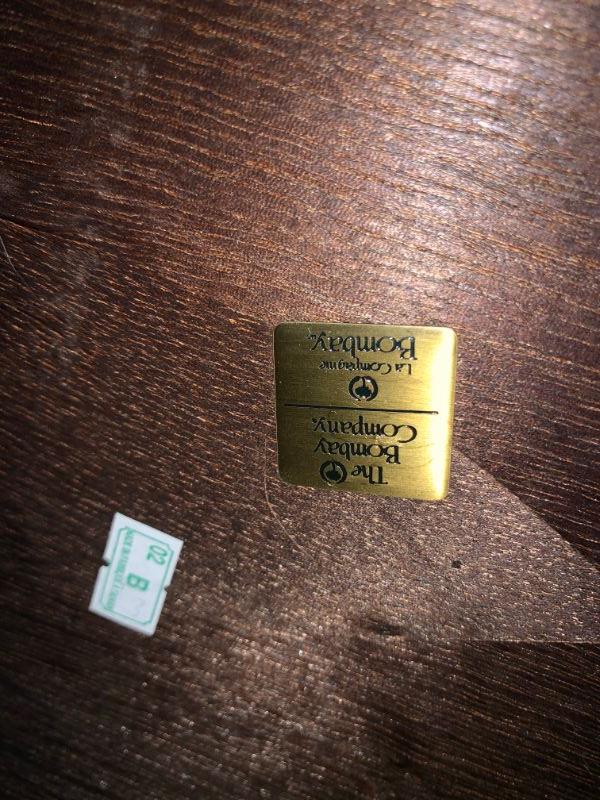 The
Bombay
Company.
La Compagnie
Bombay.
02
B